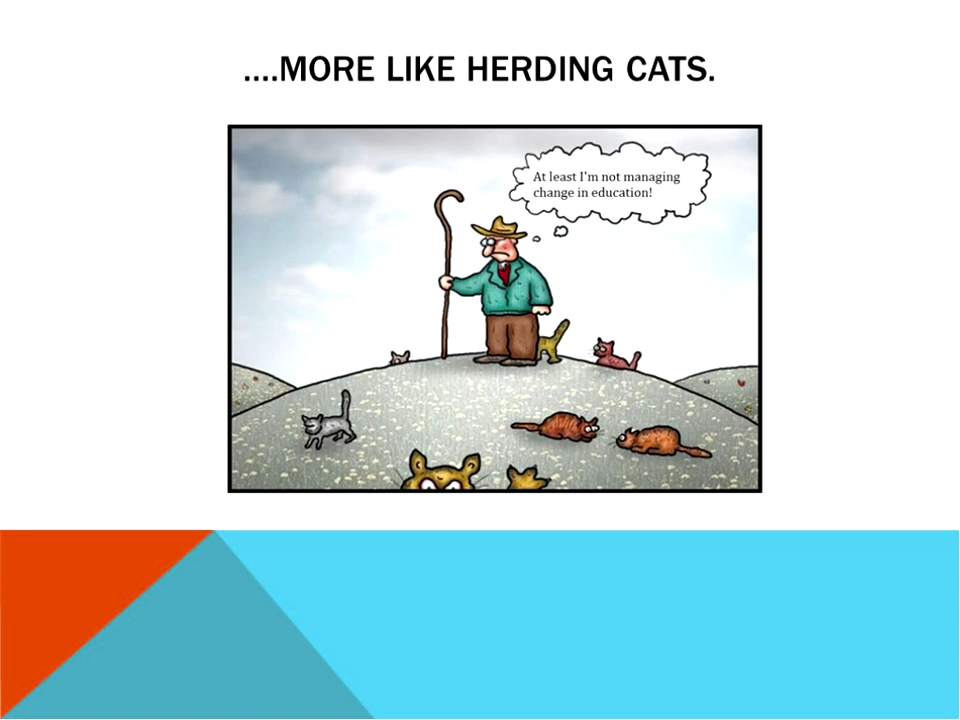 ....MORE LIKE HERDING CATS.
At least I'm not managing
change in education!